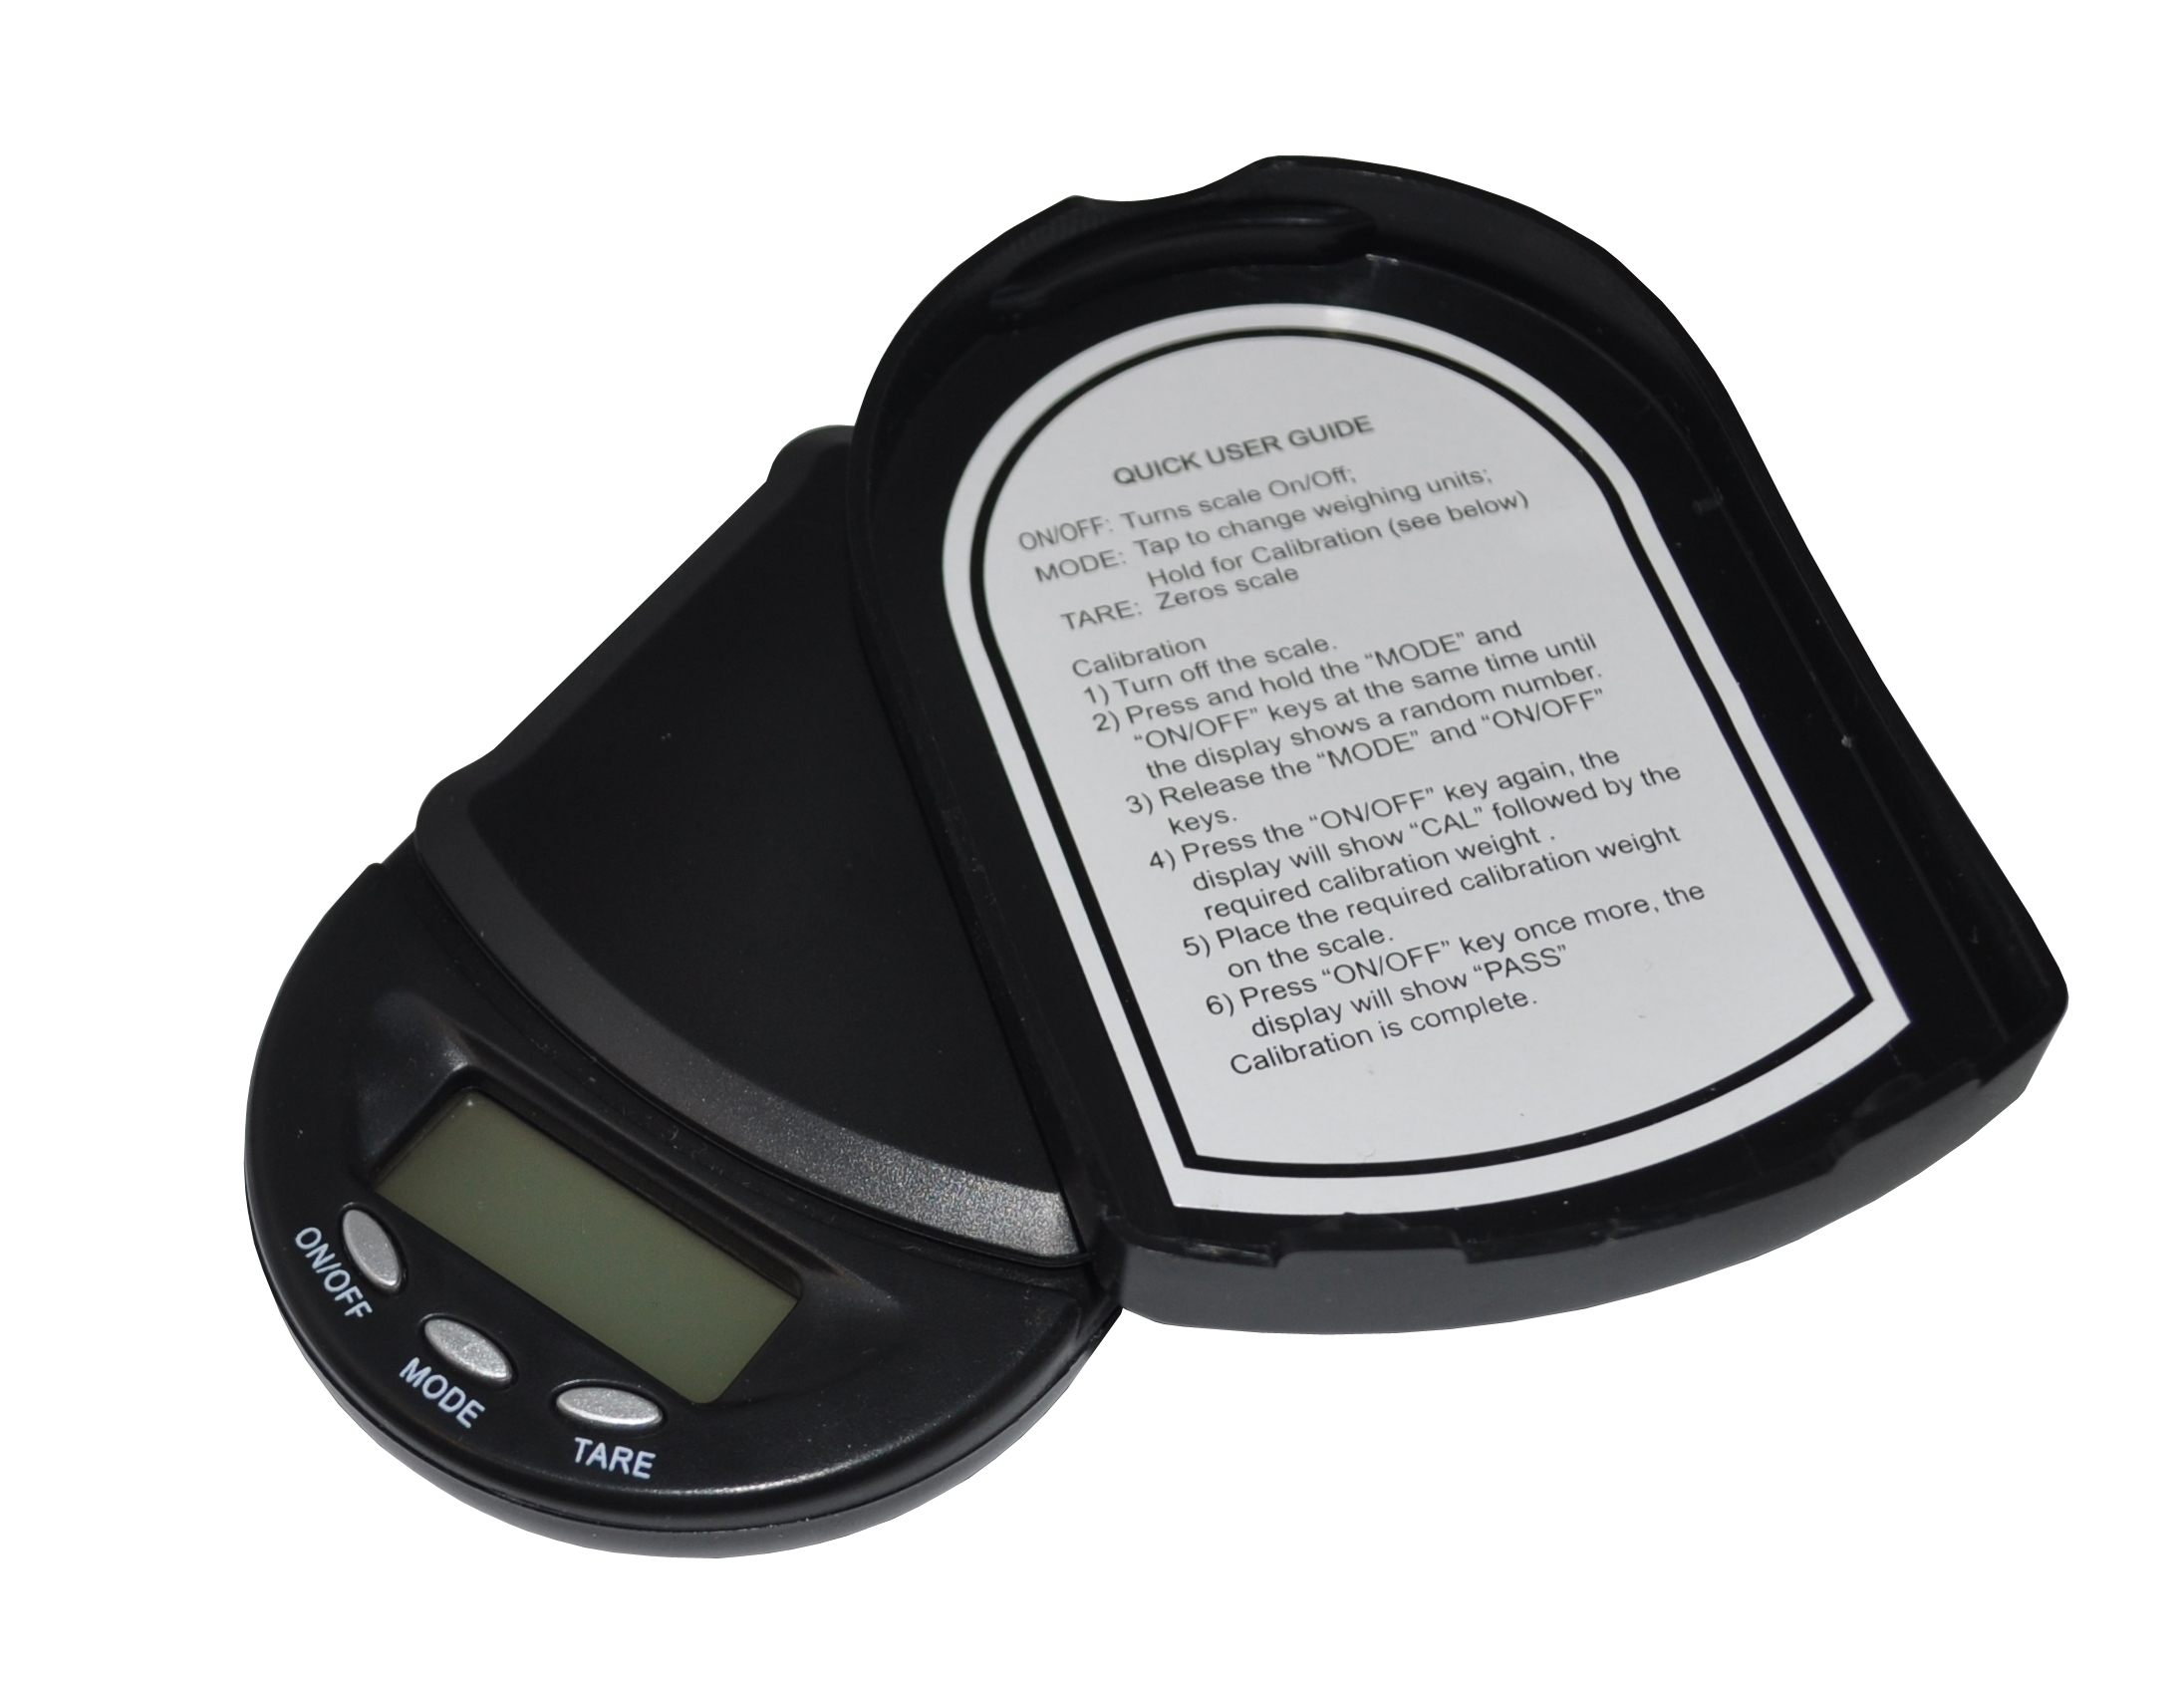 QUICK USER GUIDE
ON/OFF: Turns scale On/Off;
MODE: Tap to change weighing units;
Hold for Calibration (see below)
TARE: Zeros scale
Calibration
1) Turn off the scale.
2) Press and hold the “MODE” and
“ON/OFF” keys at the same time until
the display shows a random number.
3) Release the “MODE” and “ON/OFF”
keys.
4) Press the “ON/OFF” key again, the
display will show “CAL” followed by the
required calibration weight .
5) Place the required calibration weight
on the scale.
6) Press “ON/OFF” key once more, the
display will show “PASS”
Calibration is complete.
ON/OFF
MODE
TARE